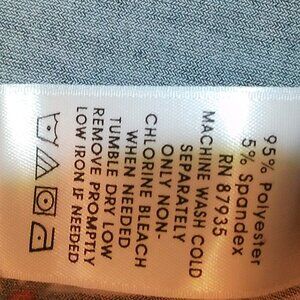 95% Polyester
5% Spandex
RN 87935
MACHINE WASH COLD
SEPARATELY
ONLY NON-
CHLORINE BLEACH
WHEN NEEDED
TUMBLE DRY LOW
REMOVE PROMPTLY
LOW IRON IF NEEDED